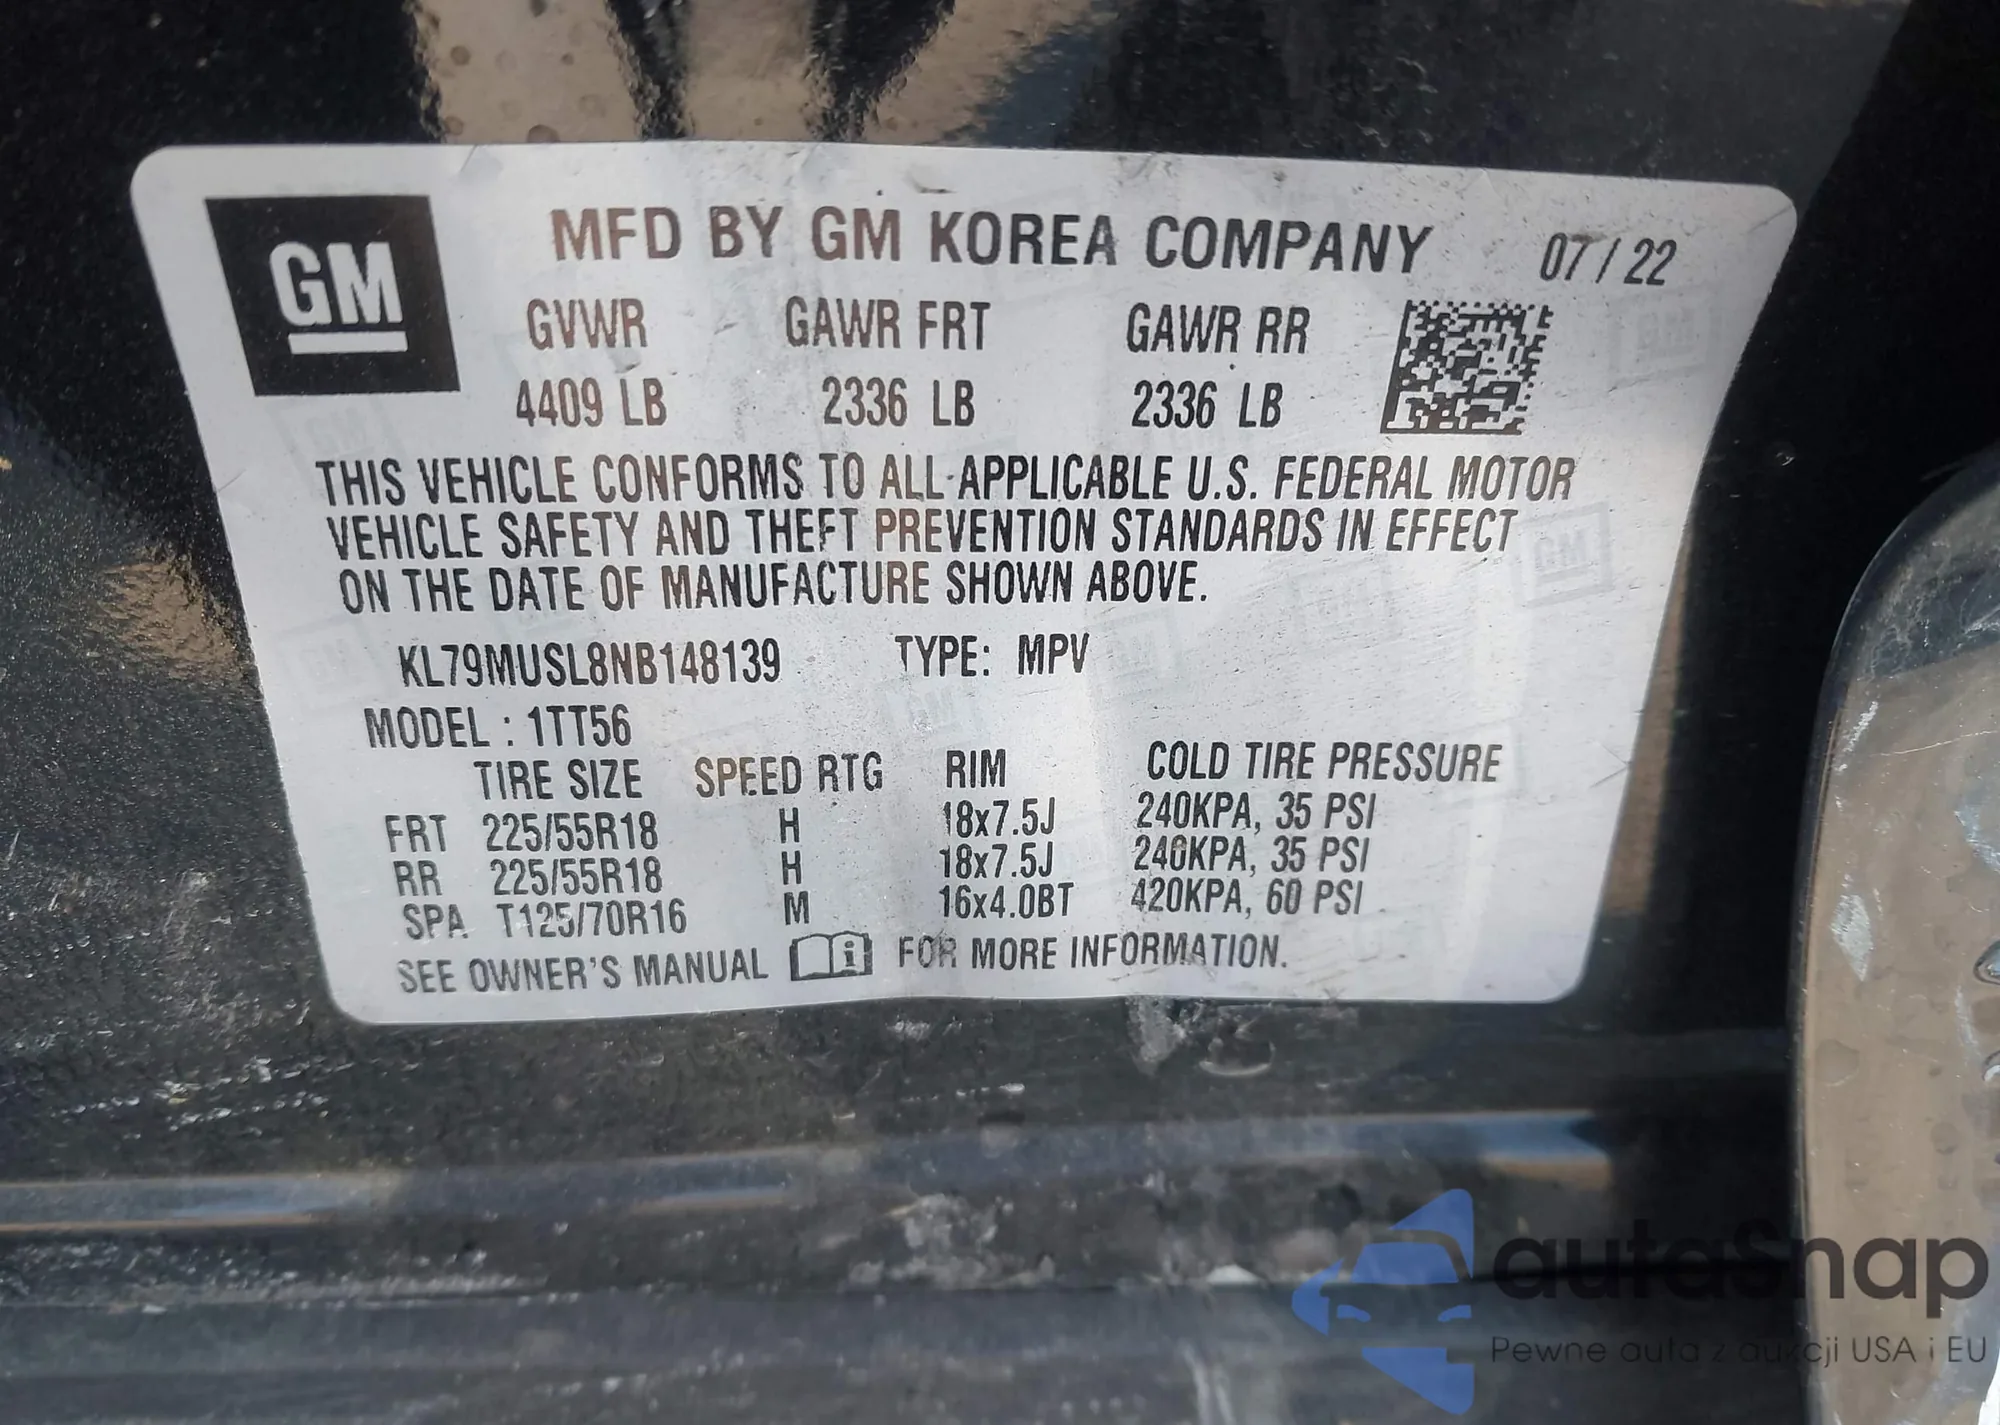 GM
MFD BY GM KOREA COMPANY 07 / 22
GVWR GAWR FRT GAWR RR
4409 LB 2336 LB 2336 LB
THIS VEHICLE CONFORMS TO ALL APPLICABLE U.S. FEDERAL MOTOR
VEHICLE SAFETY AND THEFT PREVENTION STANDARDS IN EFFECT
ON THE DATE OF MANUFACTURE SHOWN ABOVE.
KL79MUSL8NB148139 TYPE: MPV
MODEL : 1TT56
TIRE SIZE SPEED RTG RIM COLD TIRE PRESSURE
FRT 225/55R18 H 18x7.5J 240KPA, 35 PSI
RR 225/55R18 H 18x7.5J 240KPA, 35 PSI
SPA T125/70R16 M 16x4.0BT 420KPA, 60 PSI
SEE OWNER'S MANUAL i FOR MORE INFORMATION.
autosnap
Pewne auta z aukcji USA i EU